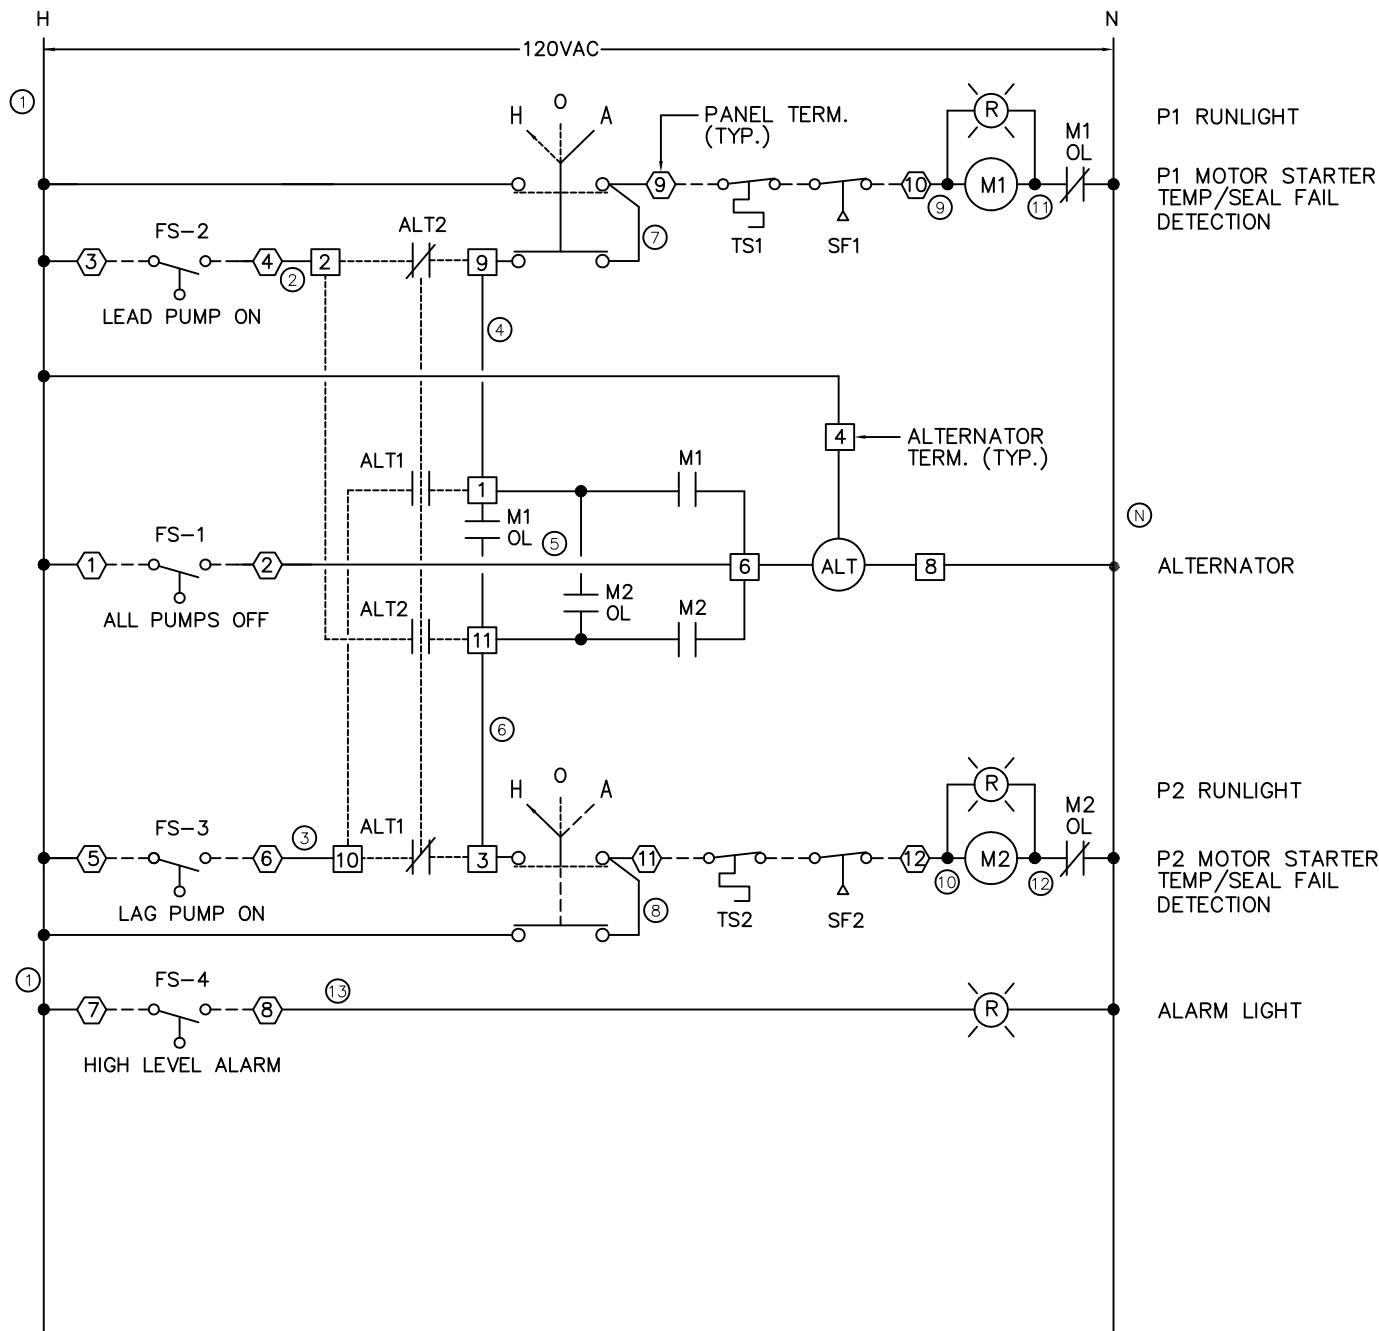 H
N
120VAC
1
H
O
A
PANEL TERM.
(TYP.)
R
P1 RUNLIGHT
M1
OL
9
TS1
SF1
10
9
M1
11
P1 MOTOR STARTER
TEMP/SEAL FAIL
DETECTION
7
FS-2
3
4
2
2
ALT2
9
LEAD PUMP ON
4
4
ALTERNATOR
TERM. (TYP.)
ALT1
1
M1
M1
OL
5
N
FS-1
1
2
6
ALT
8
ALTERNATOR
ALL PUMPS OFF
ALT2
M2
OL
M2
11
6
H
O
A
R
P2 RUNLIGHT
M2
OL
FS-3
5
6
3
10
ALT1
3
11
TS2
SF2
12
10
M2
12
P2 MOTOR STARTER
TEMP/SEAL FAIL
DETECTION
LAG PUMP ON
8
1
FS-4
7
8
13
R
ALARM LIGHT
HIGH LEVEL ALARM